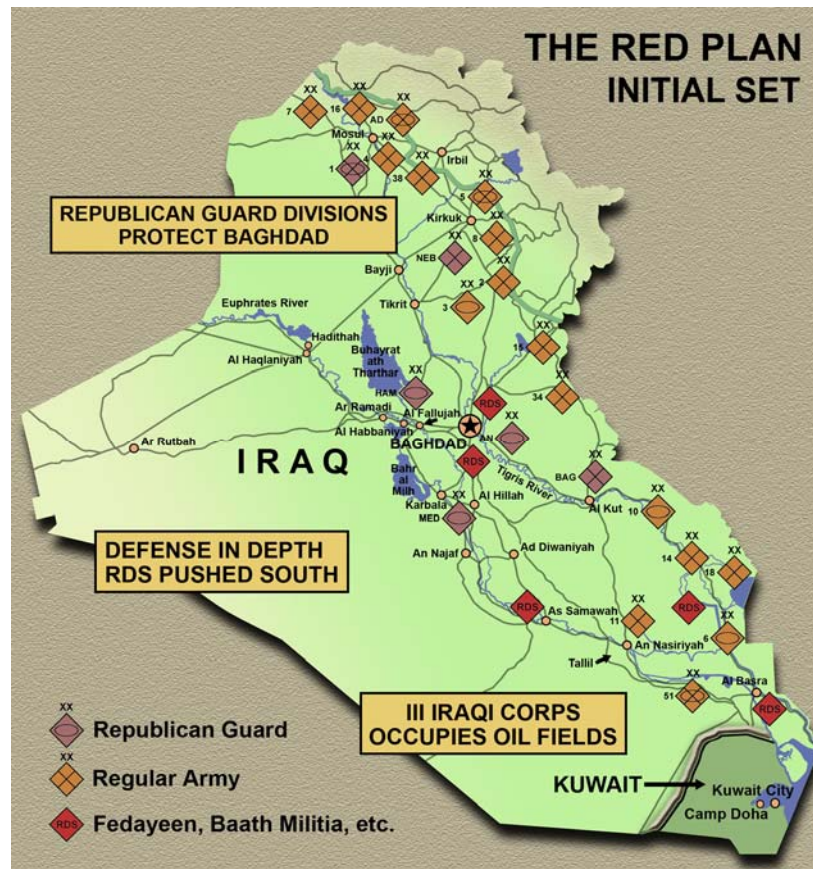 THE RED PLAN
INITIAL SET
XX
7
XX
16
XX
AD
Mosul
XX
1
XX
4
XX
38
Irbil
XX
5
REPUBLICAN GUARD DIVISIONS
PROTECT BAGHDAD
Kirkuk
XX
8
XX
NEB
Bayji
XX
2
Euphrates River
Tikrit
XX
3
Hadithah
Al Haqlaniyah
Buhayrat
ath
Tharthar
XX
15
XX
HAM
XX
34
RDS
Ar Ramadi
Al Fallujah
Al Habbaniyah
BAGHDAD
XX
AN
Ar Rutbah
IRAQ
RDS
Tigris River
XX
BAG
Bahr
al
Milh
Karbala
XX
MED
Al Hillah
Al Kut
XX
10
DEFENSE IN DEPTH
RDS PUSHED SOUTH
An Najaf
Ad Diwaniyah
XX
14
XX
18
RDS
As Samawah
XX
11
RDS
XX
6
An Nasiriyah
Tallil
XX
51
Al Basra
RDS
III IRAQI CORPS
OCCUPIES OIL FIELDS
XX
Republican Guard
XX
Regular Army
RDS
Fedayeen, Baath Militia, etc.
KUWAIT
Kuwait City
Camp Doha